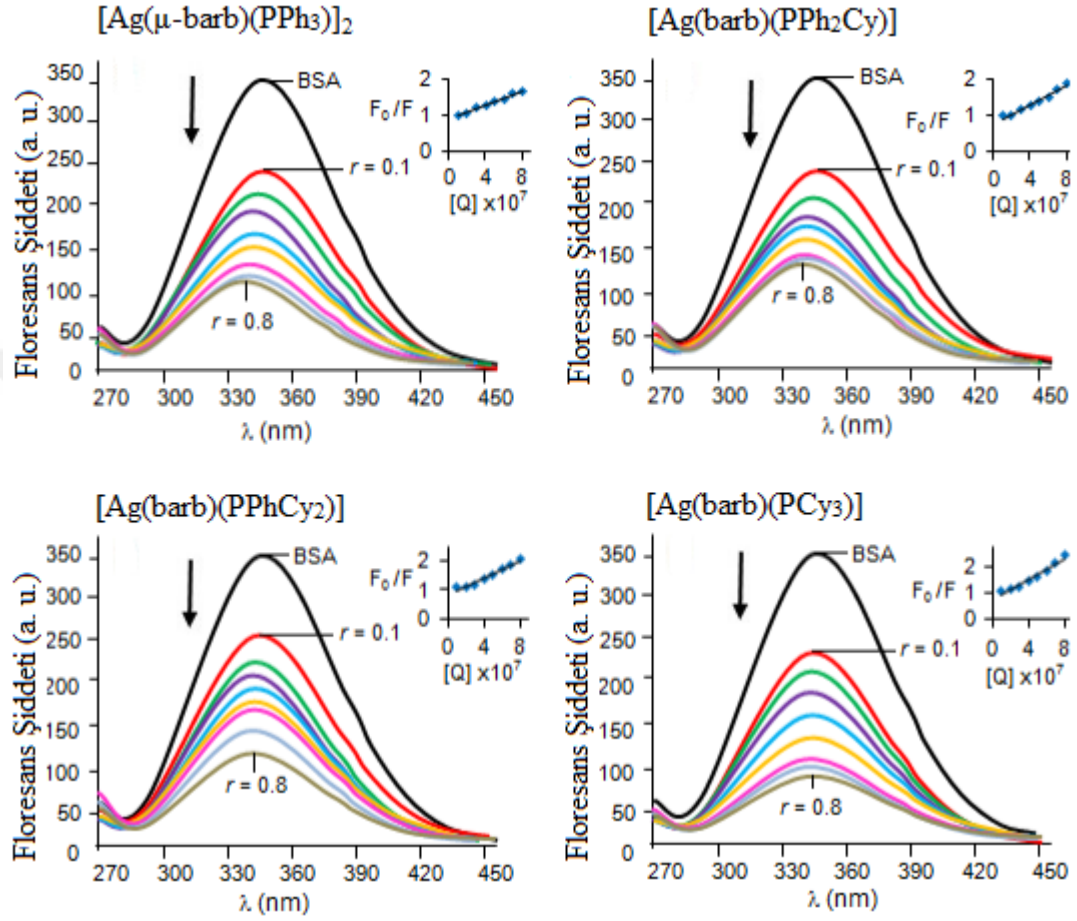 [Ag(µ-barb)(PPh3)]2
Floresans Şiddeti (a. u.)
350
300
250
200
150
100
50
0
270 300 330 360 390 420 450
λ (nm)
BSA
r = 0.1
r = 0.8
F0/F
2
1
0
0 4 8
[Q] x10^7
[Ag(barb)(PPh2Cy)]
Floresans Şiddeti (a. u.)
350
300
250
200
150
100
50
0
270 300 330 360 390 420 450
λ (nm)
BSA
r = 0.1
r = 0.8
F0/F
2
1
0
0 4 8
[Q] x10^7
[Ag(barb)(PPhCy2)]
Floresans Şiddeti (a. u.)
350
300
250
200
150
100
50
0
270 300 330 360 390 420 450
λ (nm)
BSA
r = 0.1
r = 0.8
F0/F
2
1
0
0 4 8
[Q] x10^7
[Ag(barb)(PCy3)]
Floresans Şiddeti (a. u.)
350
300
250
200
150
100
50
0
270 300 330 360 390 420 450
λ (nm)
BSA
r = 0.1
r = 0.8
F0/F
2
1
0
0 4 8
[Q] x10^7